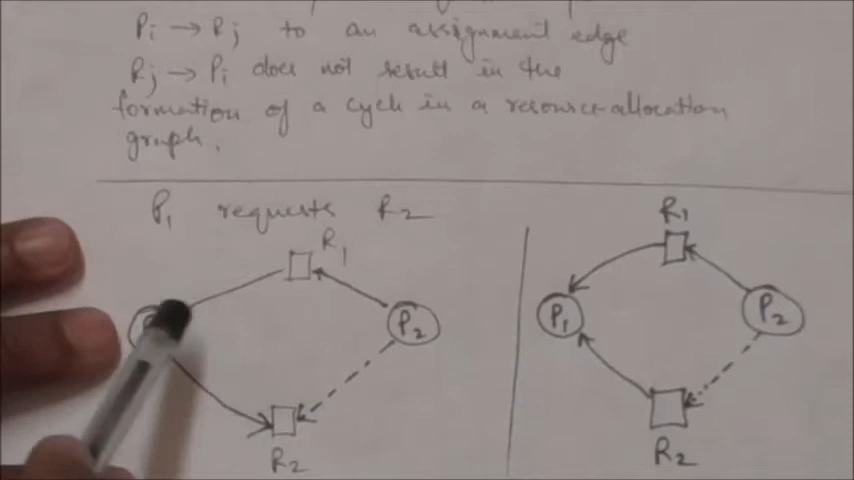 Pi → Rj to an assignment edge
Rj → Pi does not result in the
formation of a cycle in a resource-allocation
graph.
P1 requests R2
R1
P2
R2
R1
P1
P2
R2